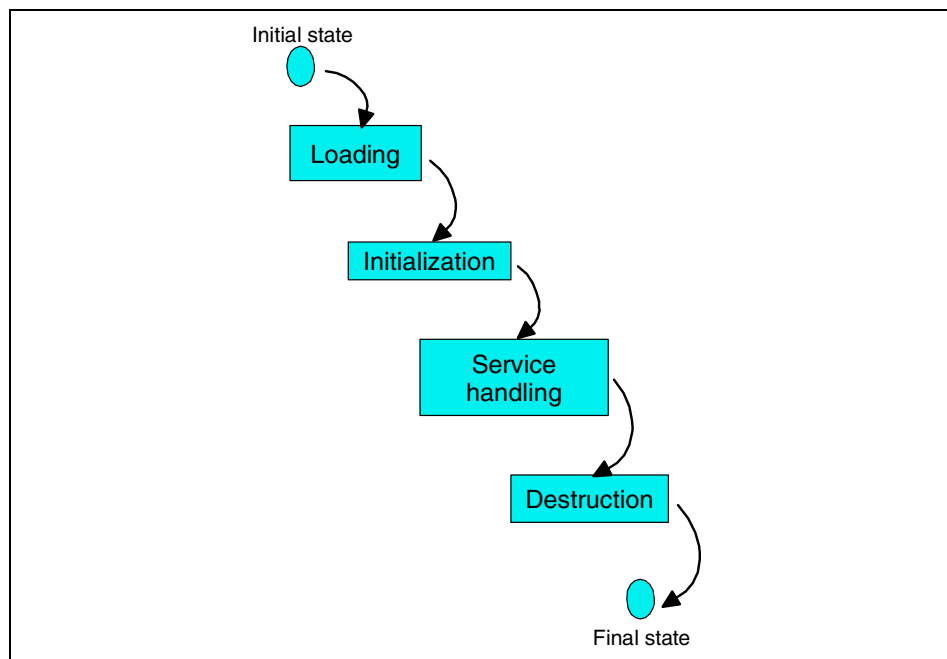 Initial state
Loading
Initialization
Service
handling
Destruction
Final state